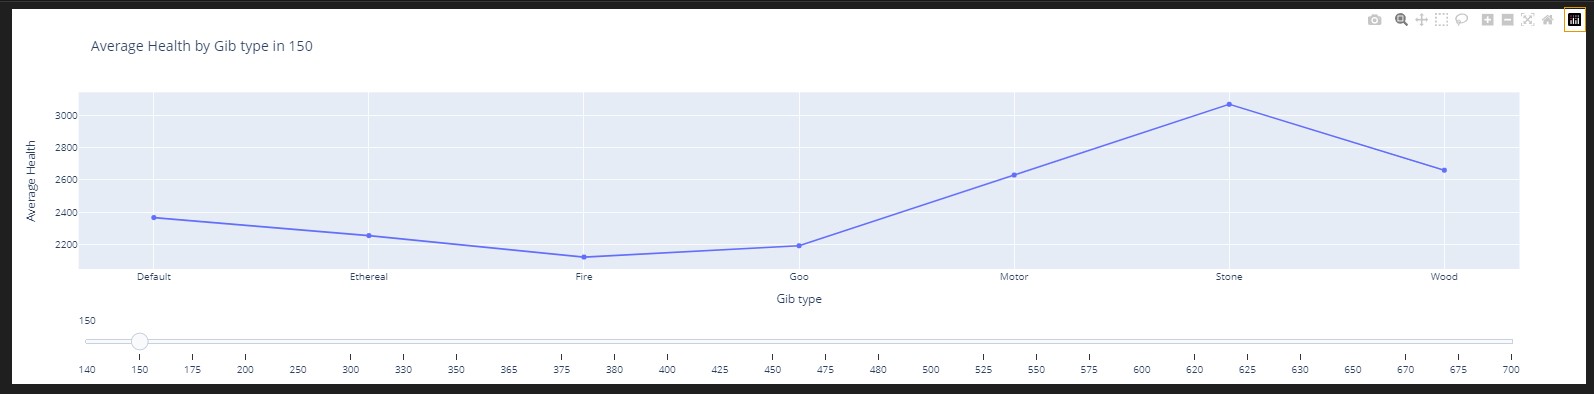 Average Health by Gib type in 150
3000
2800
2600
2400
2200
Average Health
Default Ethereal Fire Goo Motor Stone Wood
Gib type
150
140 150 175 200 250 300 330 350 365 375 380 400 425 450 475 480 500 525 550 575 600 620 625 630 650 670 675 700